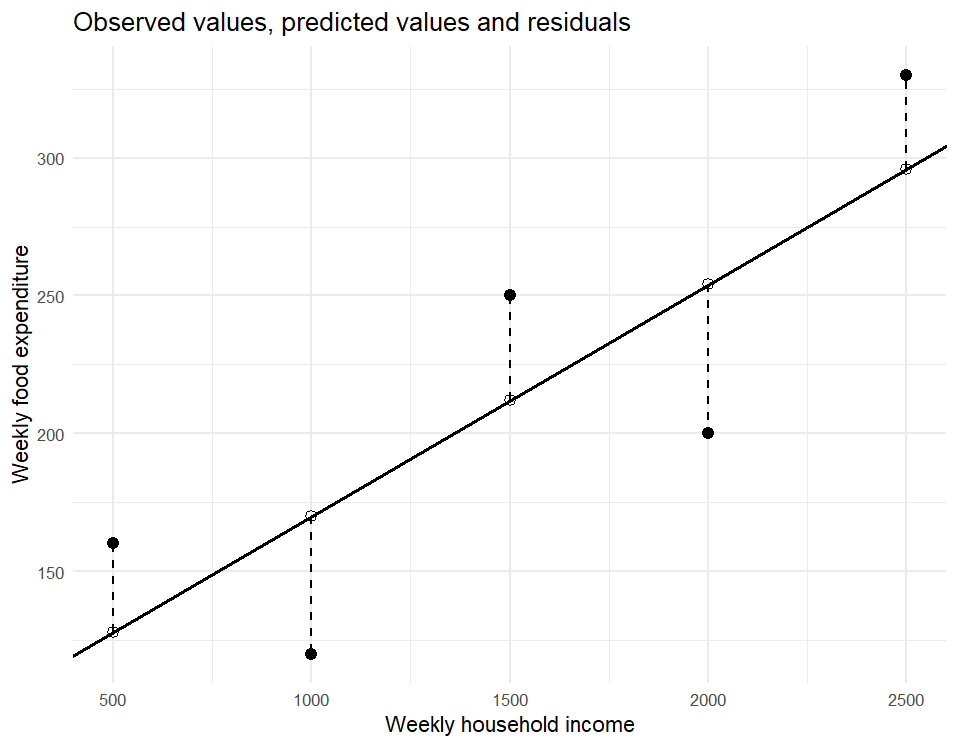 Observed values, predicted values and residuals
Weekly food expenditure
300
250
200
150
500 1000 1500 2000 2500
Weekly household income